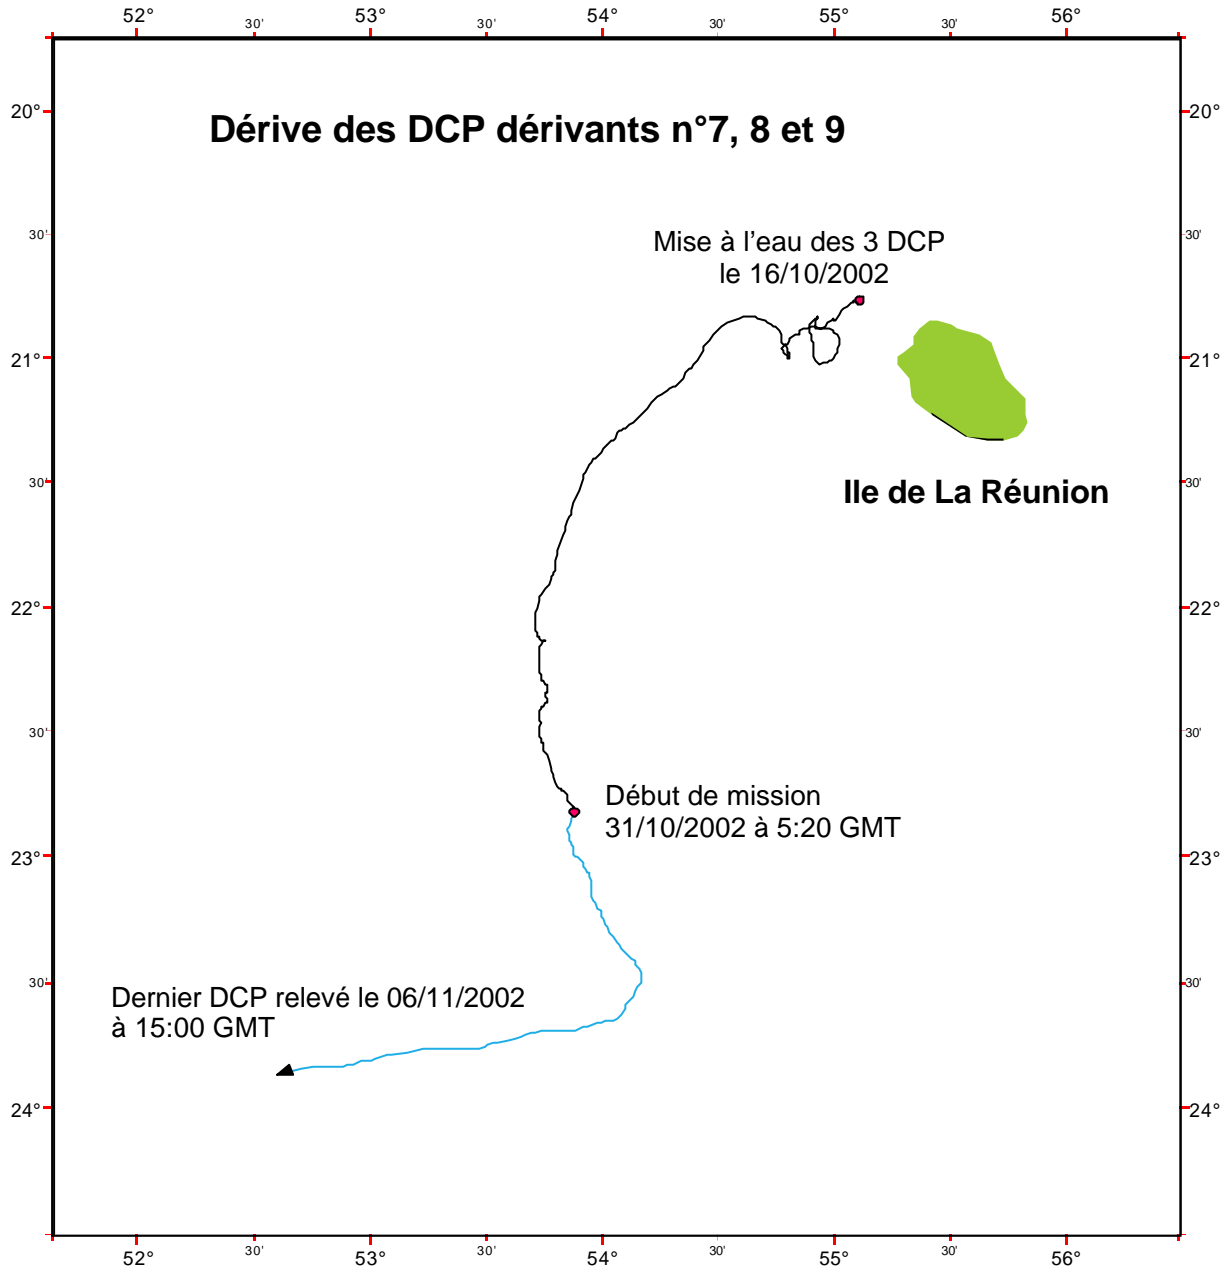 52° 53° 54° 55° 56°
30' 30' 30' 30'
20° 20°
Dérive des DCP dérivants n°7, 8 et 9
30' 30'
Mise à l'eau des 3 DCP
le 16/10/2002
21° 21°
30' 30'
Ile de La Réunion
22° 22°
30' 30'
Début de mission
31/10/2002 à 5:20 GMT
23° 23°
30' 30'
Dernier DCP relevé le 06/11/2002
à 15:00 GMT
24° 24°
30' 30' 30' 30'
52° 53° 54° 55° 56°